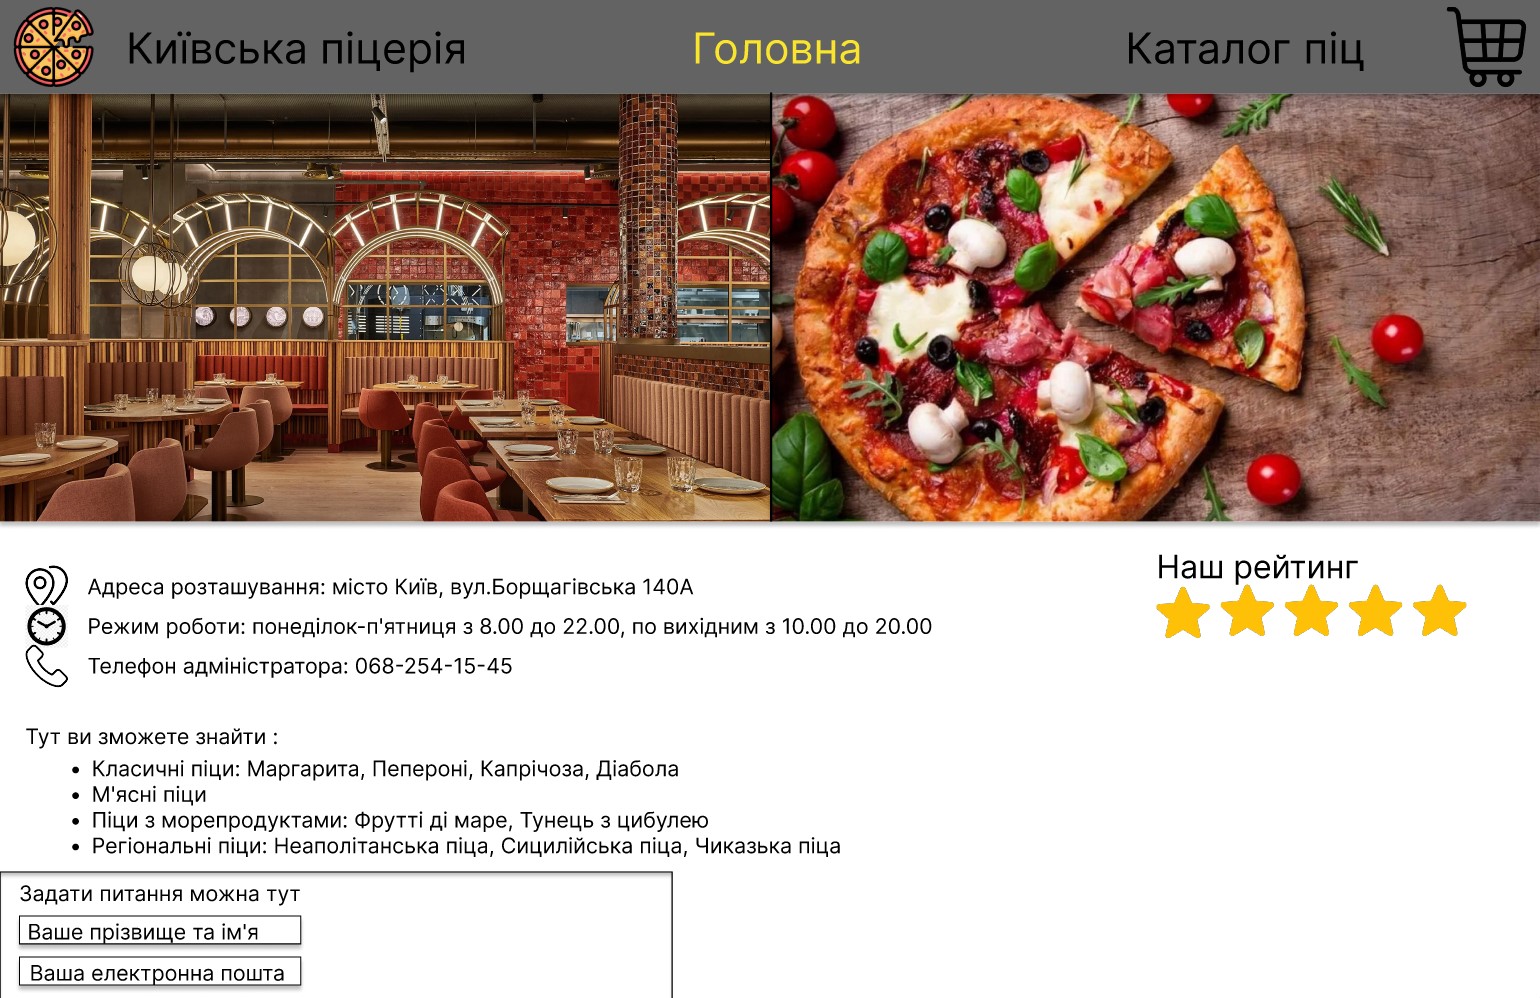 Київська піцерія
Головна
Каталог піц
Наш рейтинг
Адреса розташування: місто Київ, вул.Борщагівська 140А
Режим роботи: понеділок-п'ятниця з 8.00 до 22.00, по вихідним з 10.00 до 20.00
Телефон адміністратора: 068-254-15-45
Тут ви зможете знайти :
• Класичні піци: Маргарита, Пепероні, Капрічоза, Діабола
• М'ясні піци
• Піци з морепродуктами: Фрутті ді маре, Тунець з цибулею
• Регіональні піци: Неаполітанська піца, Сицилійська піца, Чиказька піца
Задати питання можна тут
Ваше прізвище та ім'я
Ваша електронна пошта